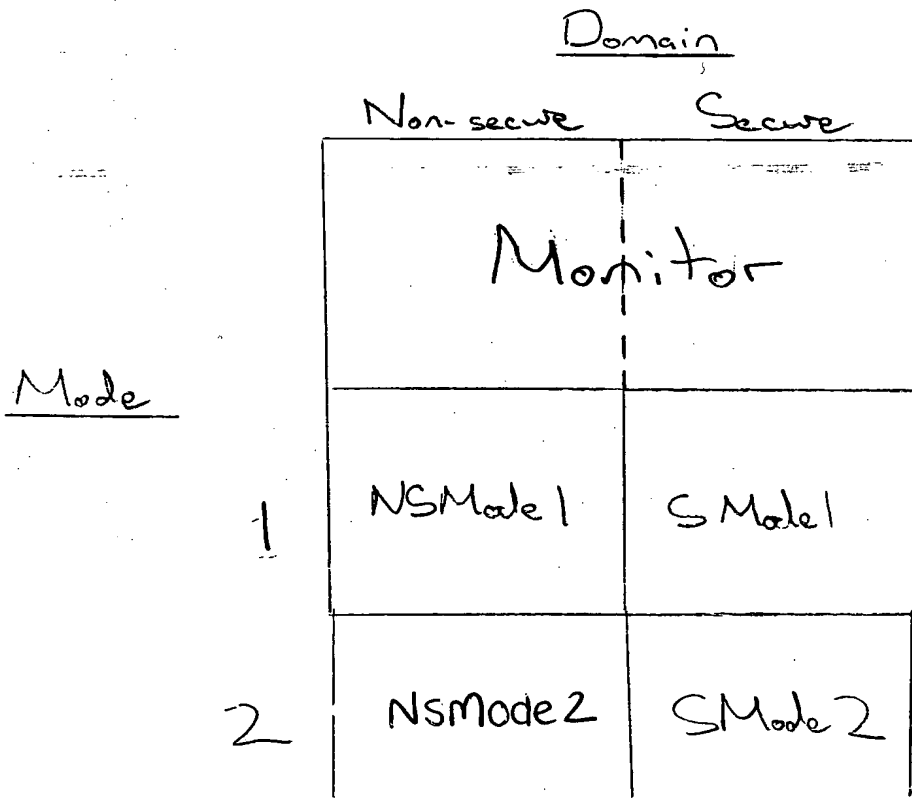 Domain
Non-secure Secure
Monitor
Mode
1 NSMode1 SMode1
2 NSMode2 SMode2